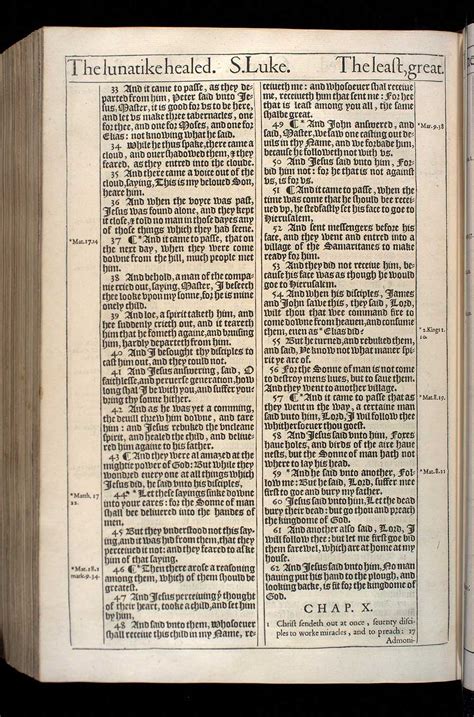 The lunatike healed. S.Luke. The least, great.
33 And it came to passe, as they de-
parted from him, Peter said vnto Je-
sus, Master, it is good for vs to be here,
and let vs make three tabernacles, one
for thee, and one for Moses, and one for
Elias: not knowing what he said.
34 While he thus spake, there came a
cloud, and ouershadowed them, & they
feared, as they entred into the cloude.
35 And there came a voice out of the
cloud, saying, This is my beloued Son,
heare him.
36 And when the voyce was past,
Jesus was found alone, and they kept
it close, & told no man in those dayes any
of those things which they had seene.
*Mat.17.14
37 ¶ *And it came to passe, that on
the next day, when they were come
downe from the hill, much people met
him.
38 And behold, a man of the compa-
nie cried out, saying, Master, I beseech
thee looke vpon my sonne, for he is mine
onely child.
39 And loe, a spirit taketh him, and
hee suddenly crieth out, and it teareth
him that he fometh againe, and bruising
him, hardly departeth from him.
40 And I besought thy disciples to
cast him out, and they could not.
41 And Jesus answering, said, O
faithlesse, and peruerse generation, how
long shal I be with you, and suffer you?
bring thy sonne hither.
42 And as he was yet a comming,
the deuill threw him downe, and tare
him: and Jesus rebuked the vncleane
spirit, and healed the child, and deliue-
red him againe to his father.
43 ¶ And they were al amazed at the
mighty power of God: But while they
wondred euery one at all things which
Jesus did, he said vnto his disciples,
*Matth.17
22.
44 * Let these sayings sinke downe
into your eares: for the Sonne of man
shall bee deliuered into the handes of
men.
45 But they vnderstood not this say-
ing, and it was hid from them, that they
perceiued it not: and they feared to aske
him of that saying.
*Mat.18.1
mark.9.34.
46 ¶ *Then there arose a reasoning
among them, which of them should be
greatest.
47 And Jesus perceiuing yͤ thought
of their heart, tooke a child, and set him
by him,
48 And said vnto them, Whosoeuer
shall receiue this child in my Name, re-
ceiueth me: and whosoeuer shall receiue
me, receiueth him that sent me: For hee
that is least among you all, the same
shalbe great.
*Mar.9.38
49 ¶ *And John answered, and
said, Master, we saw one casting out de-
uils in thy Name, and we forbade him,
because he followeth not with vs.
50 And Jesus said vnto him, For-
bid him not: for he that is not against
vs, is for vs.
51 ¶ And it came to passe, when the
time was come that he should bee recei-
ued vp, he stedfastly set his face to goe to
Hierusalem.
52 And sent messengers before his
face, and they went and entred into a
village of the Samaritanes to make
ready for him.
53 And they did not receiue him, be-
cause his face was as though he would
goe to Hierusalem.
54 And when his disciples, James
and John sawe this, they said, Lord,
wilt thou that wee command fire to
come downe from heauen, and consume
*2.Kings 1.
10.
them, euen as *Elias did?
55 But he turned, and rebuked them,
and said, Ye know not what maner spi-
rit ye are of.
56 For the Sonne of man is not come
to destroy mens liues, but to saue them.
And they went to another village.
*Mat.8.19.
57 ¶ *And it came to passe that as
they went in the way, a certaine man
said vnto him, Lord, I wil follow thee
whithersoeuer thou goest.
58 And Jesus said vnto him, Foxes
haue holes, and birds of the aire haue
nests, but the Sonne of man hath not
where to lay his head.
*Mat.8.21
59 *And he said vnto another, Fol-
low me: But he said, Lord, suffer mee
first to goe and bury my father.
60 Jesus said vnto him, Let the dead
bury their dead: but go thou and preach
the kingdome of God.
61 And another also said, Lord, I
will follow thee: but let me first goe bid
them farewel, which are at home at my
house.
62 And Jesus said vnto him, No man
hauing put his hand to the plough, and
looking backe, is fit for the kingdome of
God.
CHAP. X.
1 Christ sendeth out at once, seuenty disci-
ples to worke miracles, and to preach: 17
Admoni-